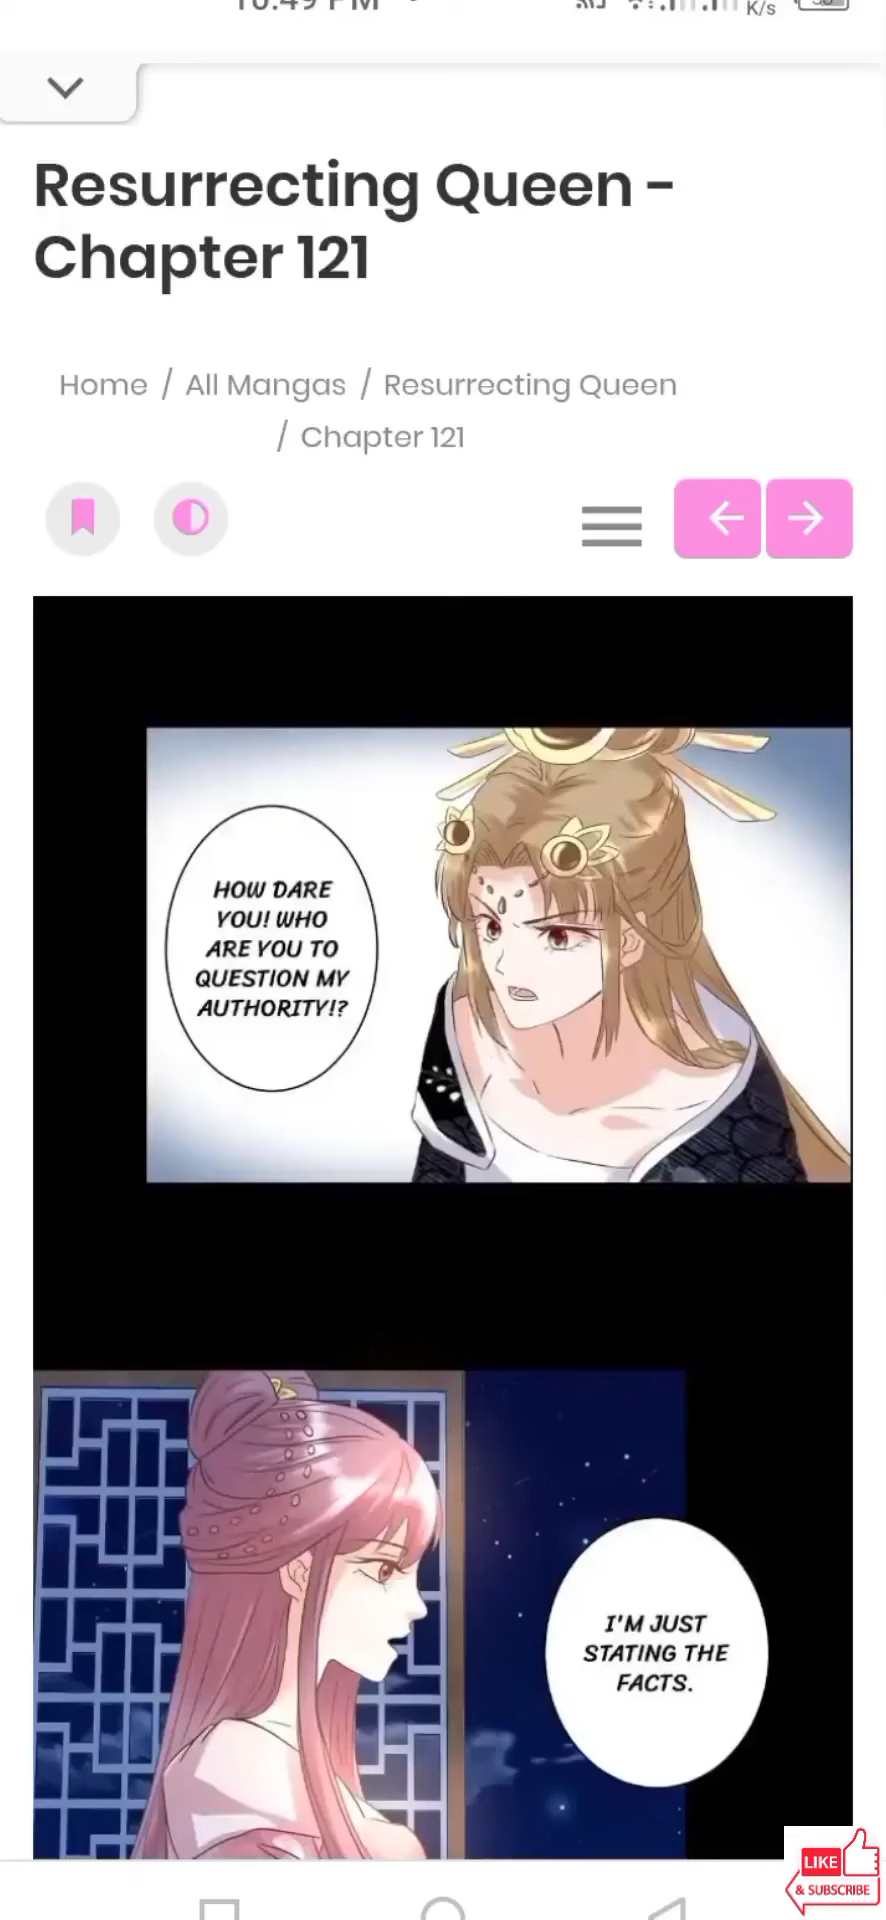 K/s
Resurrecting Queen -
Chapter 121
Home / All Mangas / Resurrecting Queen
/ Chapter 121
HOW DARE
YOU! WHO
ARE YOU TO
QUESTION MY
AUTHORITY!?
I'M JUST
STATING THE
FACTS.
LIKE
& SUBSCRIBE